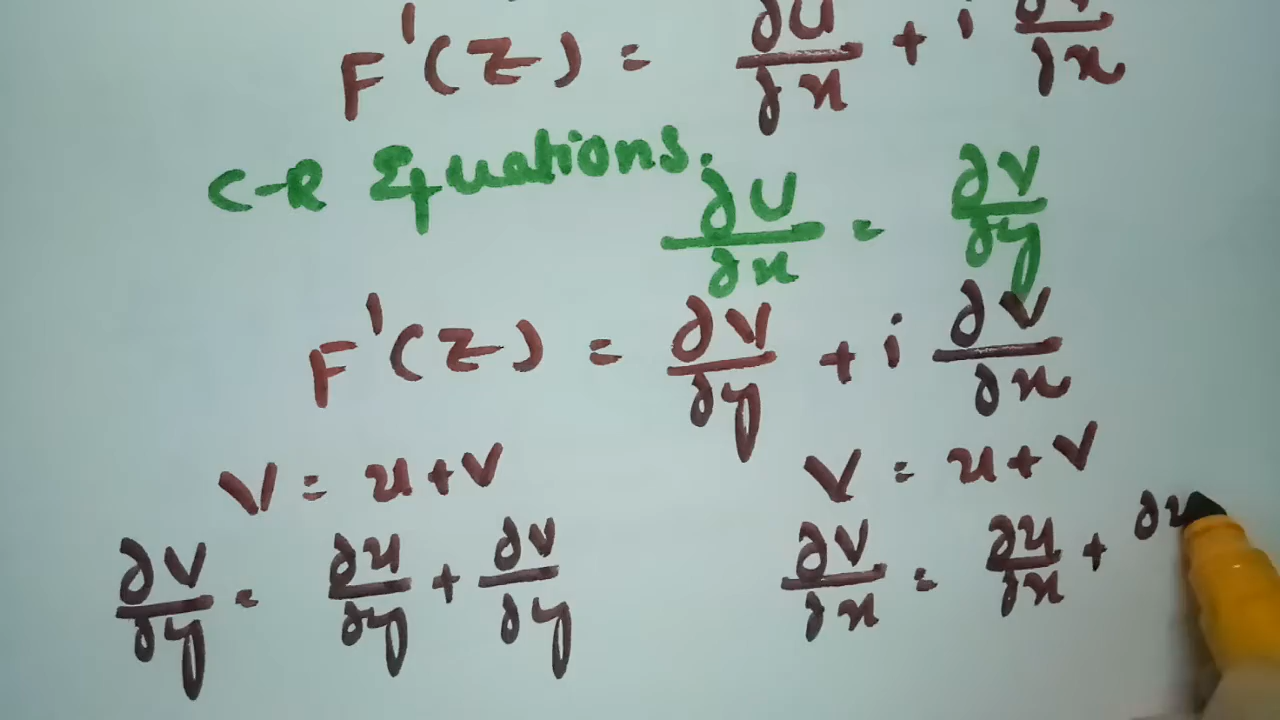 F'(Z) = ∂U/∂x + i ∂V/∂x
C-R Equations.
∂U/∂x = ∂V/∂y
F'(Z) = ∂V/∂y + i ∂V/∂x
V = u+v V = u+v
∂V/∂y = ∂u/∂y + ∂v/∂y ∂V/∂x = ∂u/∂x + ∂